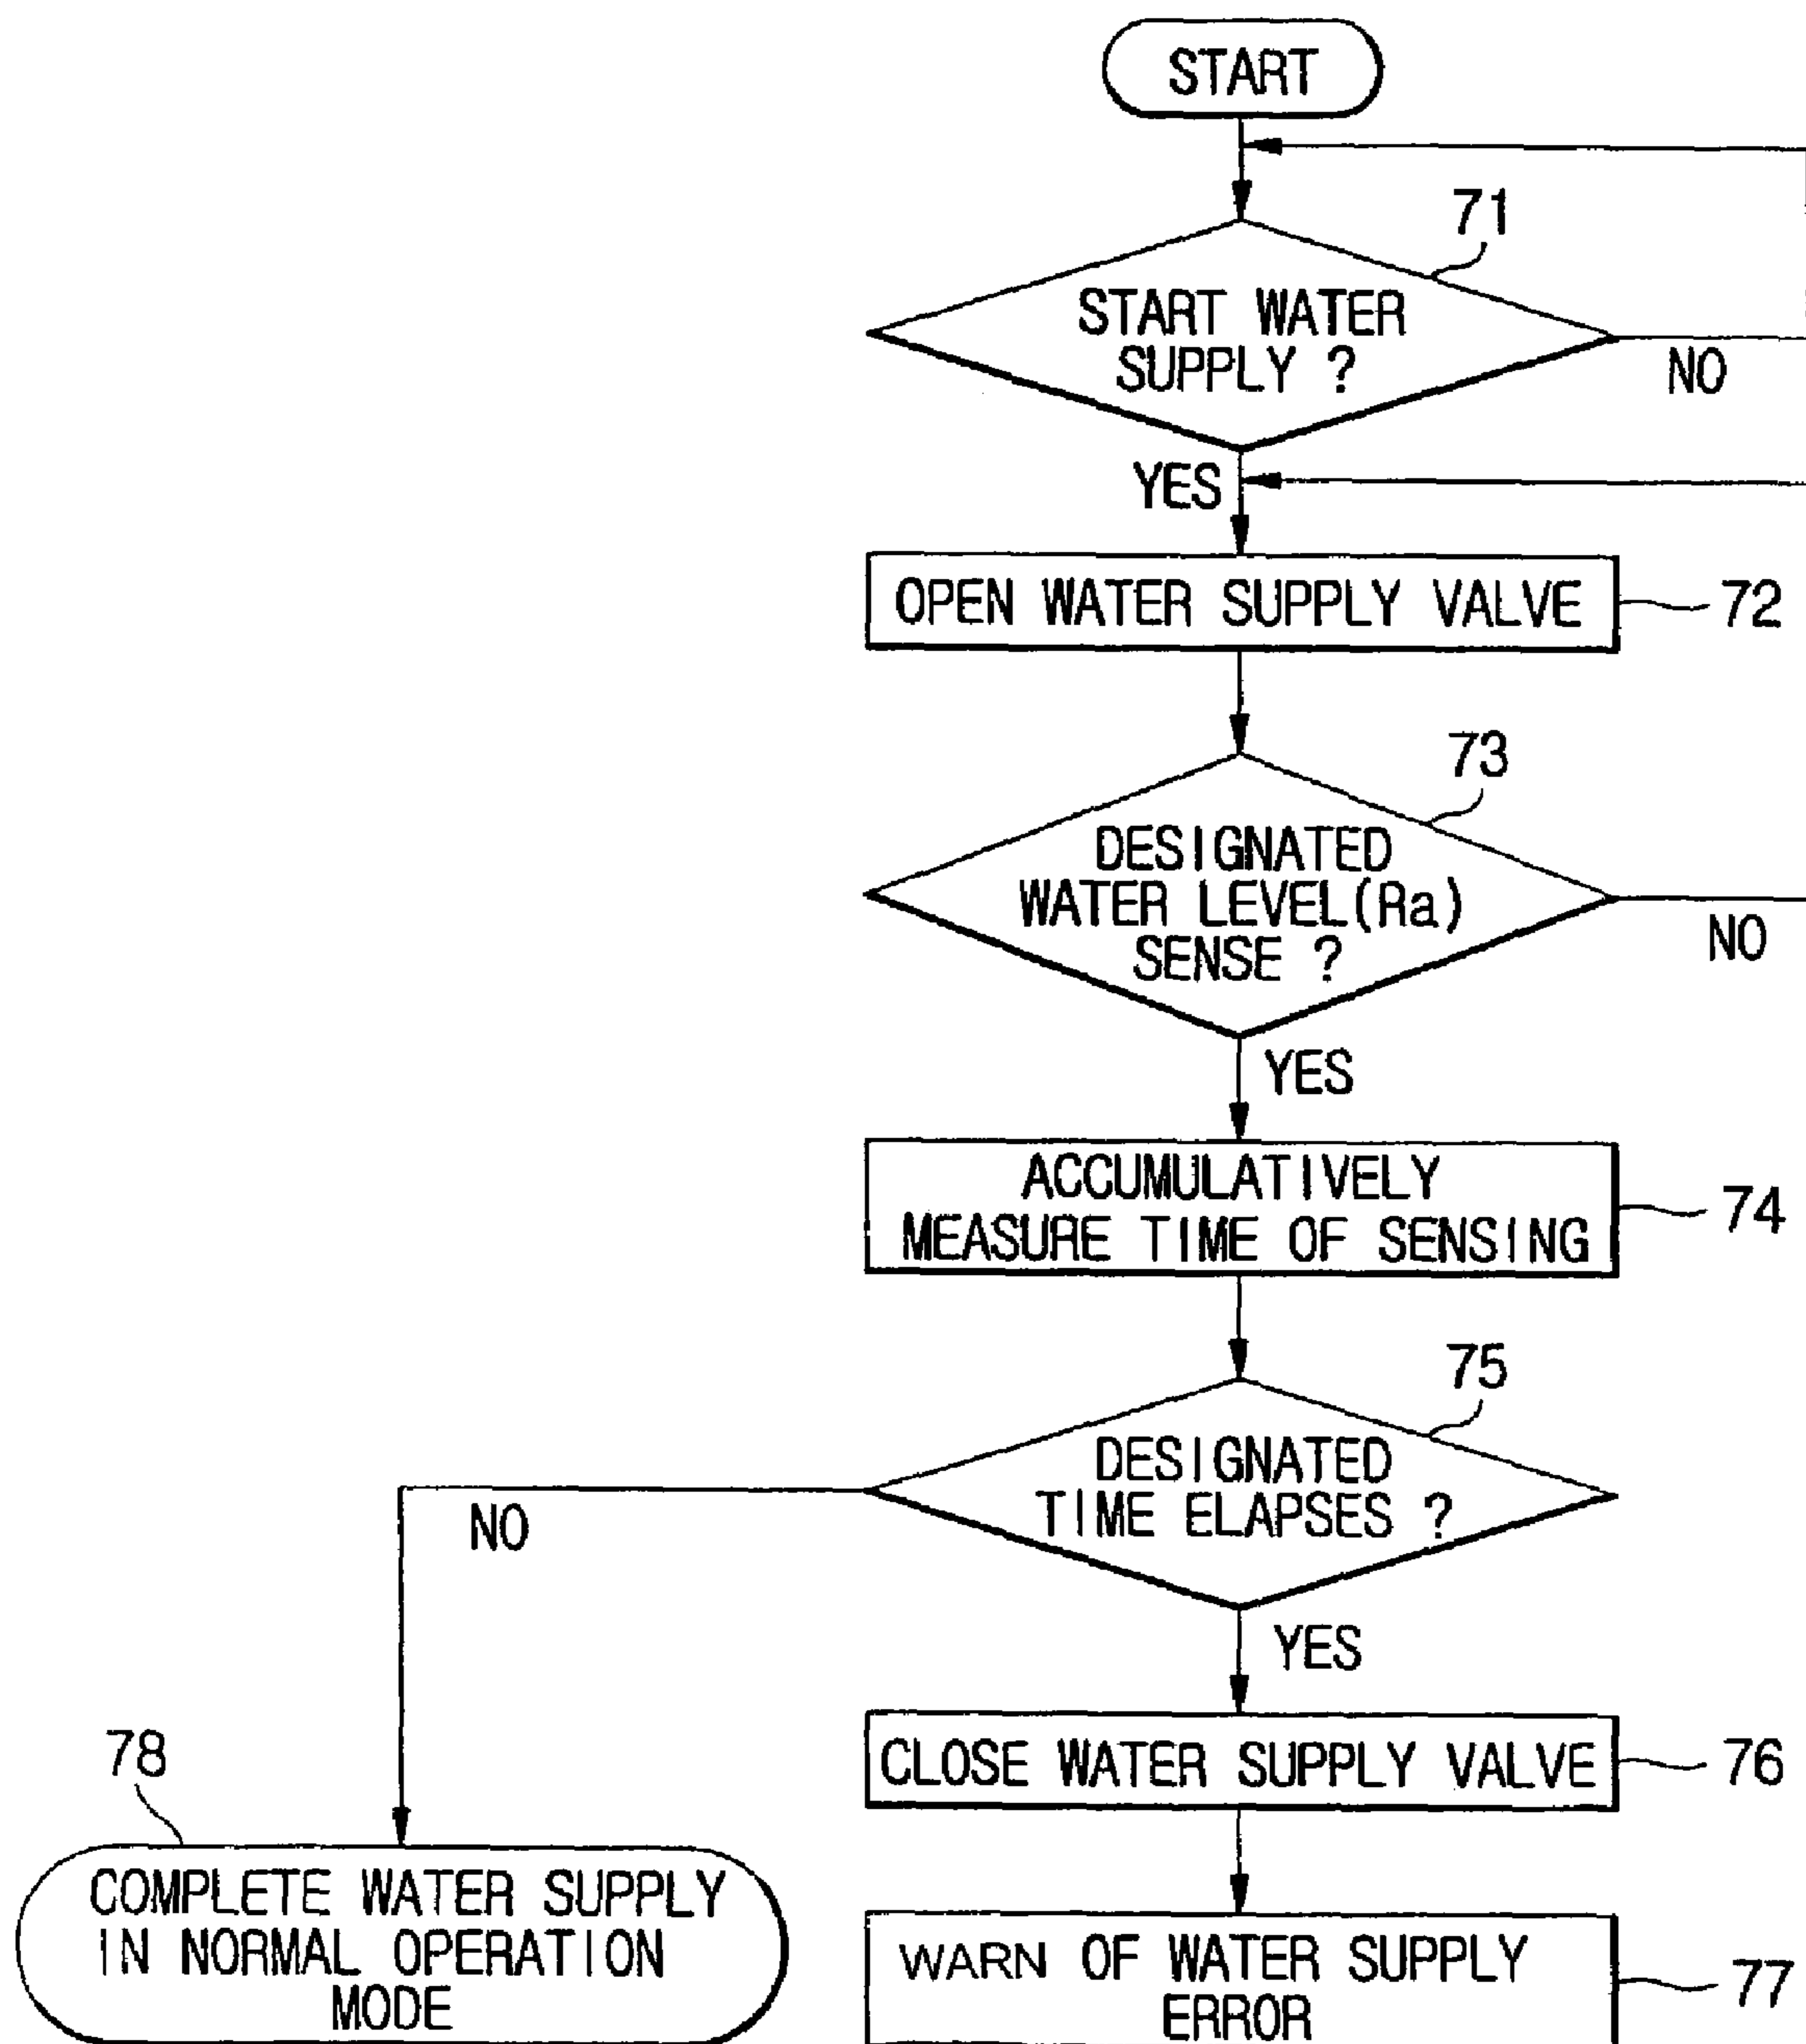 START
71
START WATER
SUPPLY ?
NO
YES
OPEN WATER SUPPLY VALVE
72
73
DESIGNATED
WATER LEVEL(Ra)
SENSE ?
NO
YES
ACCUMULATIVELY
MEASURE TIME OF SENSING
74
75
DESIGNATED
TIME ELAPSES ?
NO
YES
CLOSE WATER SUPPLY VALVE
76
78
COMPLETE WATER SUPPLY
IN NORMAL OPERATION
MODE
WARN OF WATER SUPPLY
ERROR
77